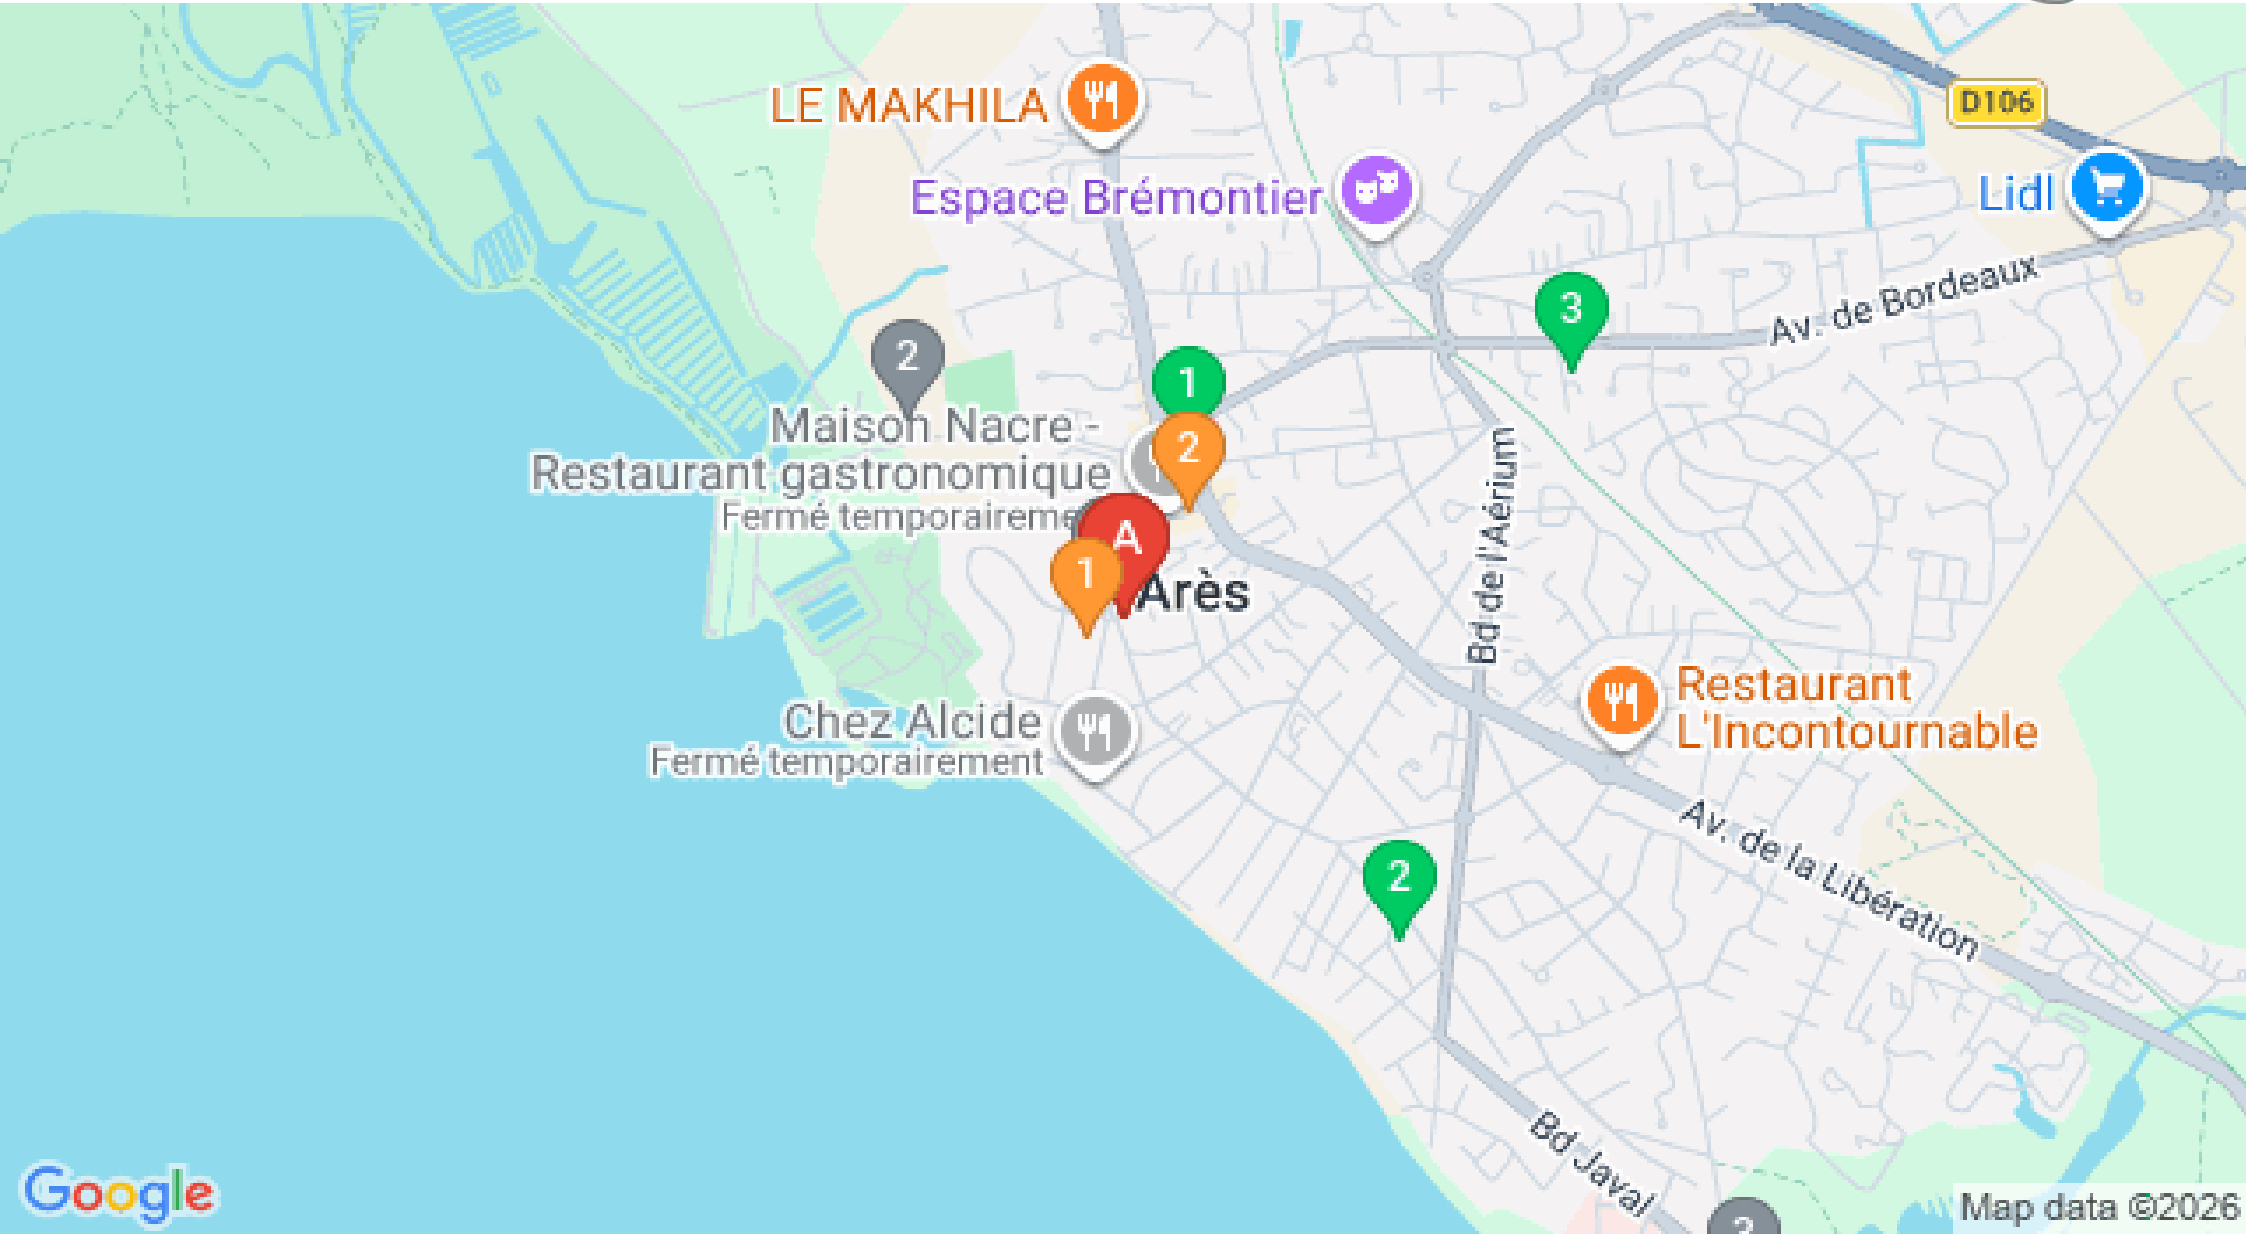 LE MAKHILA
D106
Espace Brémontier
Lidl
Av. de Bordeaux
3
2
1
Maison Nacre -
Restaurant gastronomique
Fermé temporaireme
2
A
1
Arès
Bd de l'Aérium
Restaurant
L'Incontournable
Chez Alcide
Fermé temporairement
Av. de la Libération
2
Bd Javal
Google
Map data ©2026